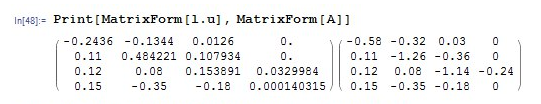 In[48]:= Print[MatrixForm[l.u], MatrixForm[A]]
-0.2436 -0.1344 0.0126 0. -0.58 -0.32 0.03 0
0.11 0.484221 0.107934 0. 0.11 -1.26 -0.36 0
0.12 0.08 0.153891 0.0329984 0.12 0.08 -1.14 -0.24
0.15 -0.35 -0.18 0.000140315 0.15 -0.35 -0.18 0